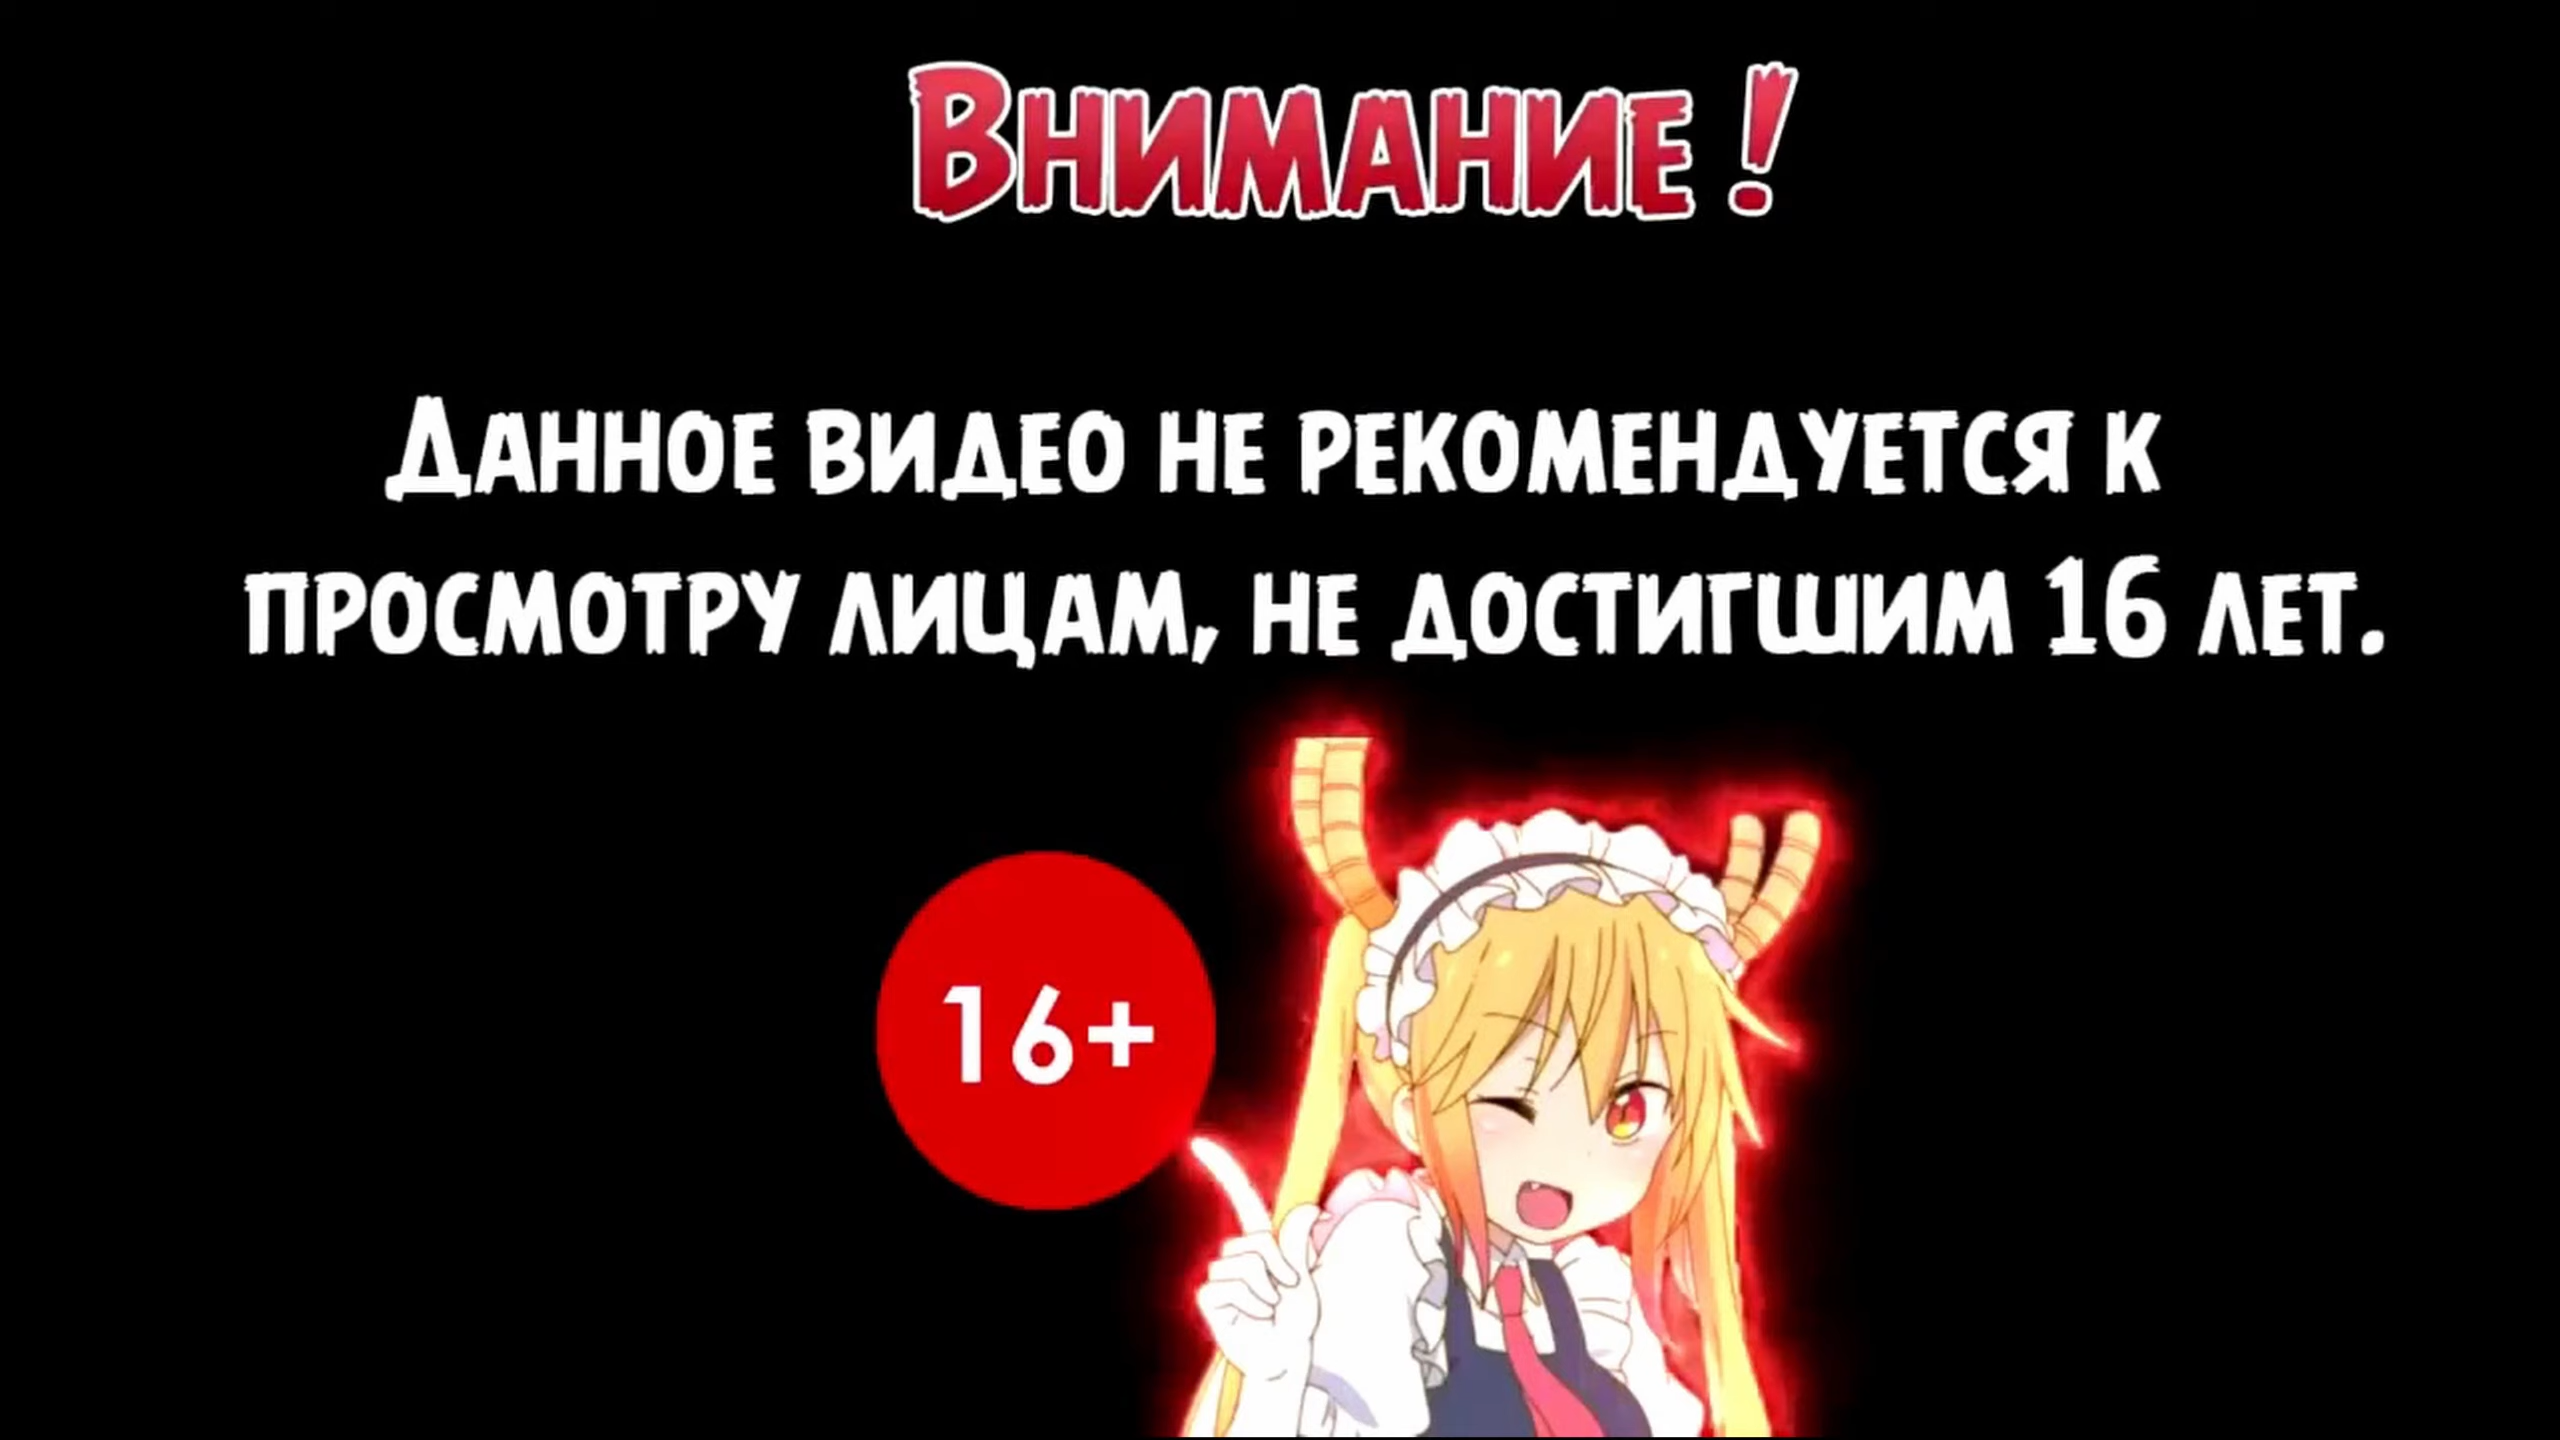 Внимание !
Данное видео не рекомендуется к
просмотру лицам, не достигшим 16 лет.
16+